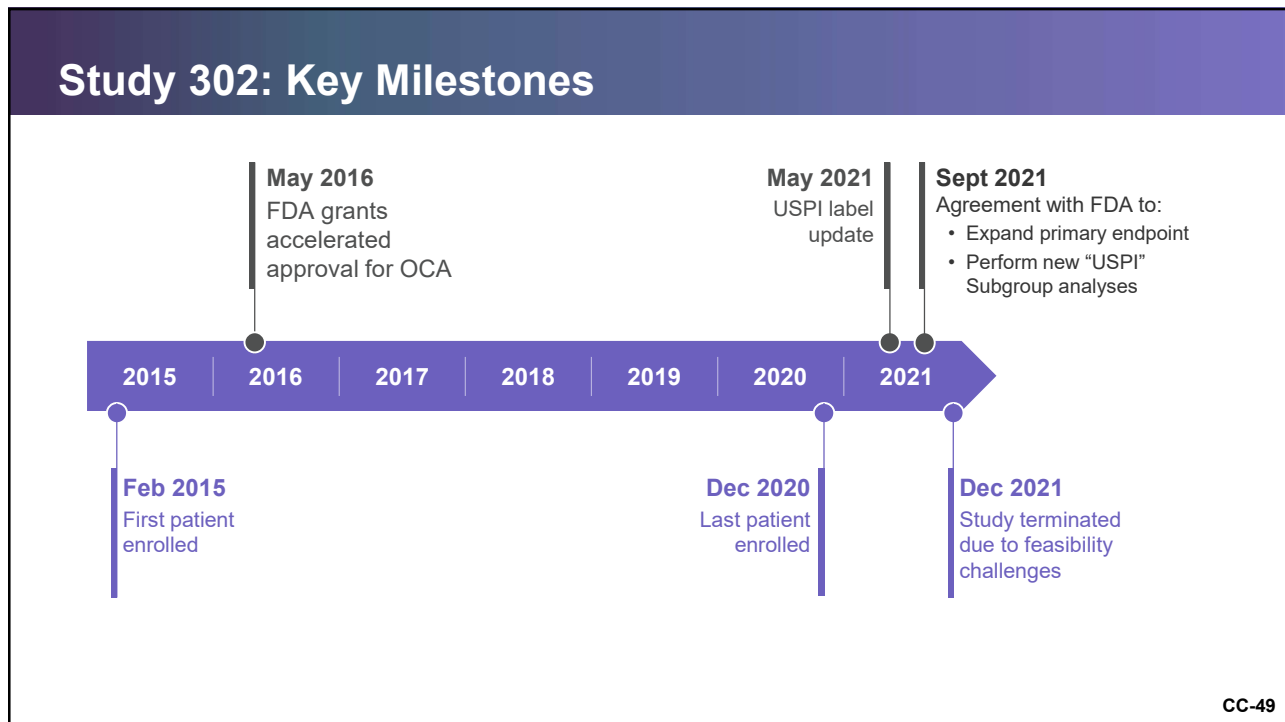 Study 302: Key Milestones
May 2016
FDA grants
accelerated
approval for OCA
May 2021
USPI label
update
Sept 2021
Agreement with FDA to:
• Expand primary endpoint
• Perform new “USPI”
Subgroup analyses
2015
2016
2017
2018
2019
2020
2021
Feb 2015
First patient
enrolled
Dec 2020
Last patient
enrolled
Dec 2021
Study terminated
due to feasibility
challenges
CC-49